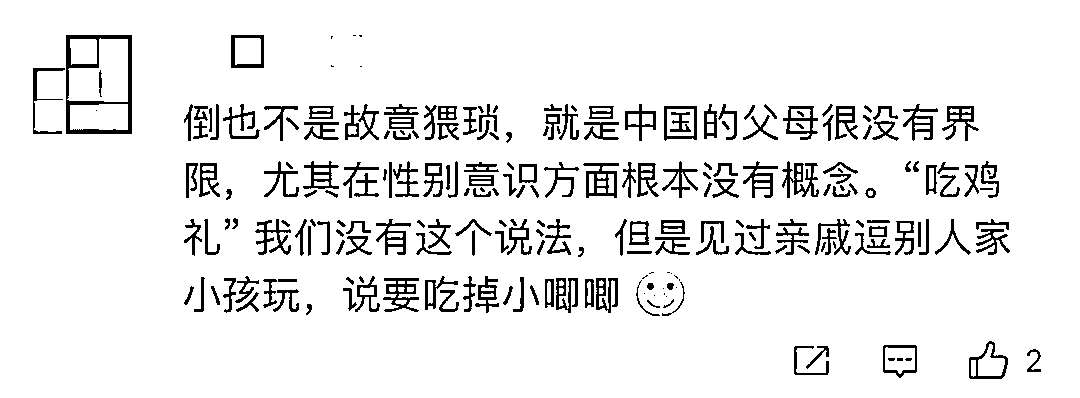 倒也不是故意猥琐，就是中国的父母很没有界
限，尤其在性别意识方面根本没有概念。“吃鸡
礼” 我们没有这个说法，但是见过亲戚逗别人家
小孩玩，说要吃掉小唧唧
2